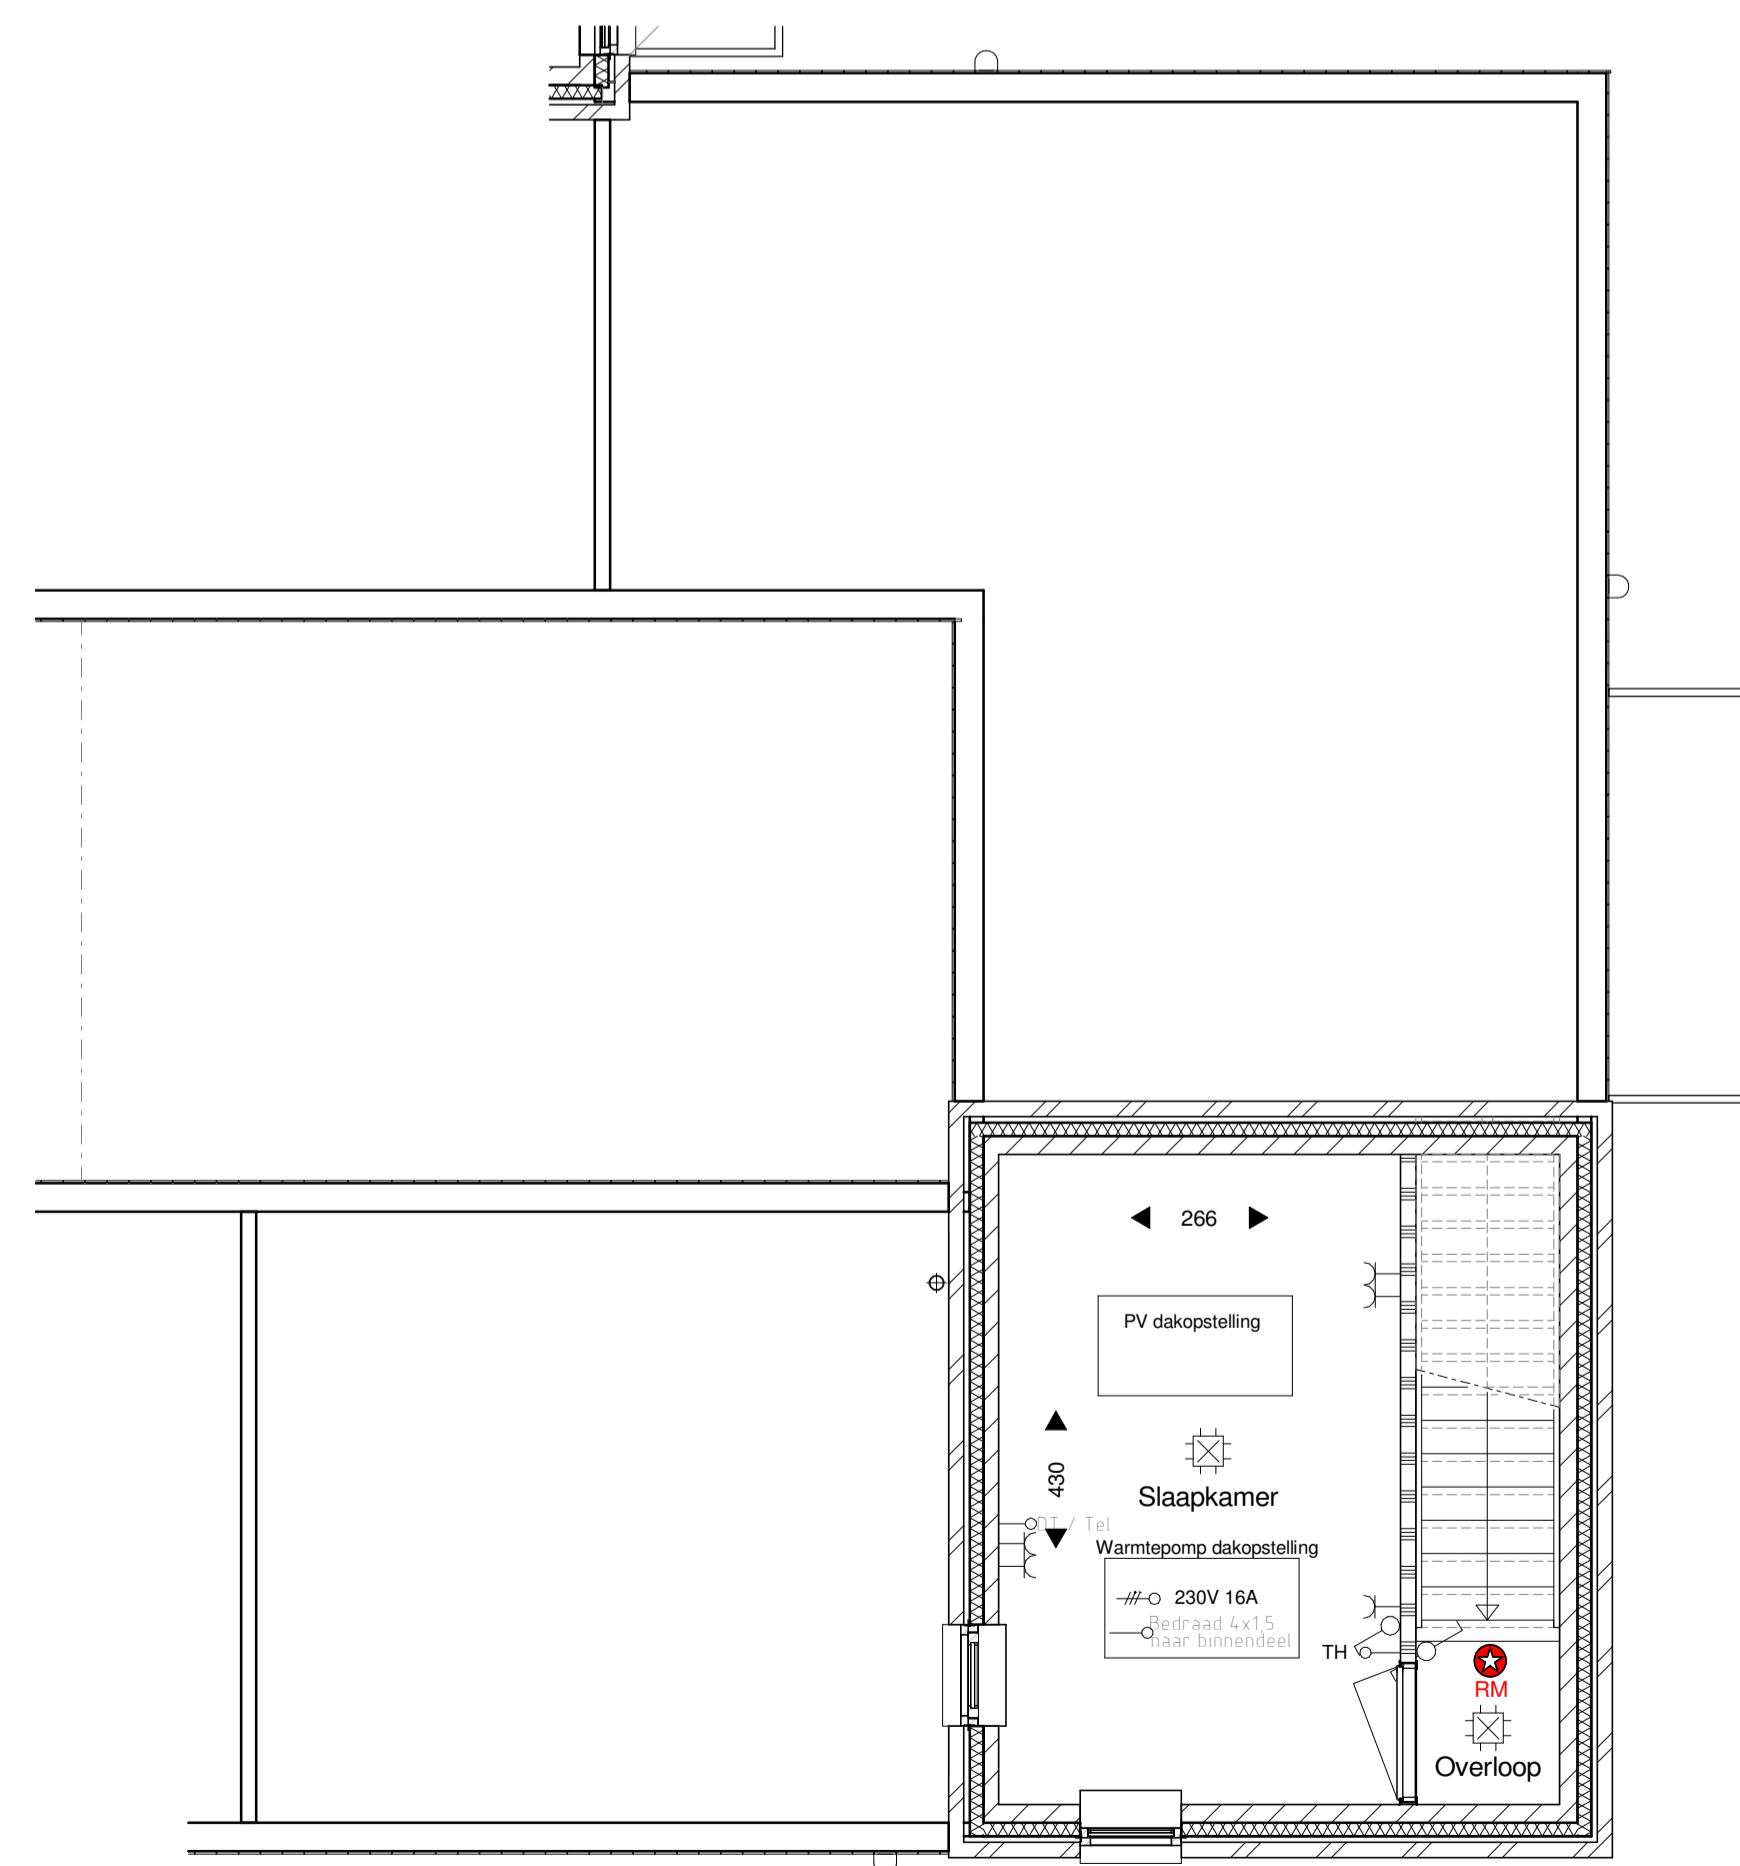 266
PV dakopstelling
430
Slaapkamer
DT / Tel
Warmtepomp dakopstelling
230V 16A
Bedraad 4x1,5
naar binnendeel
TH
RM
Overloop